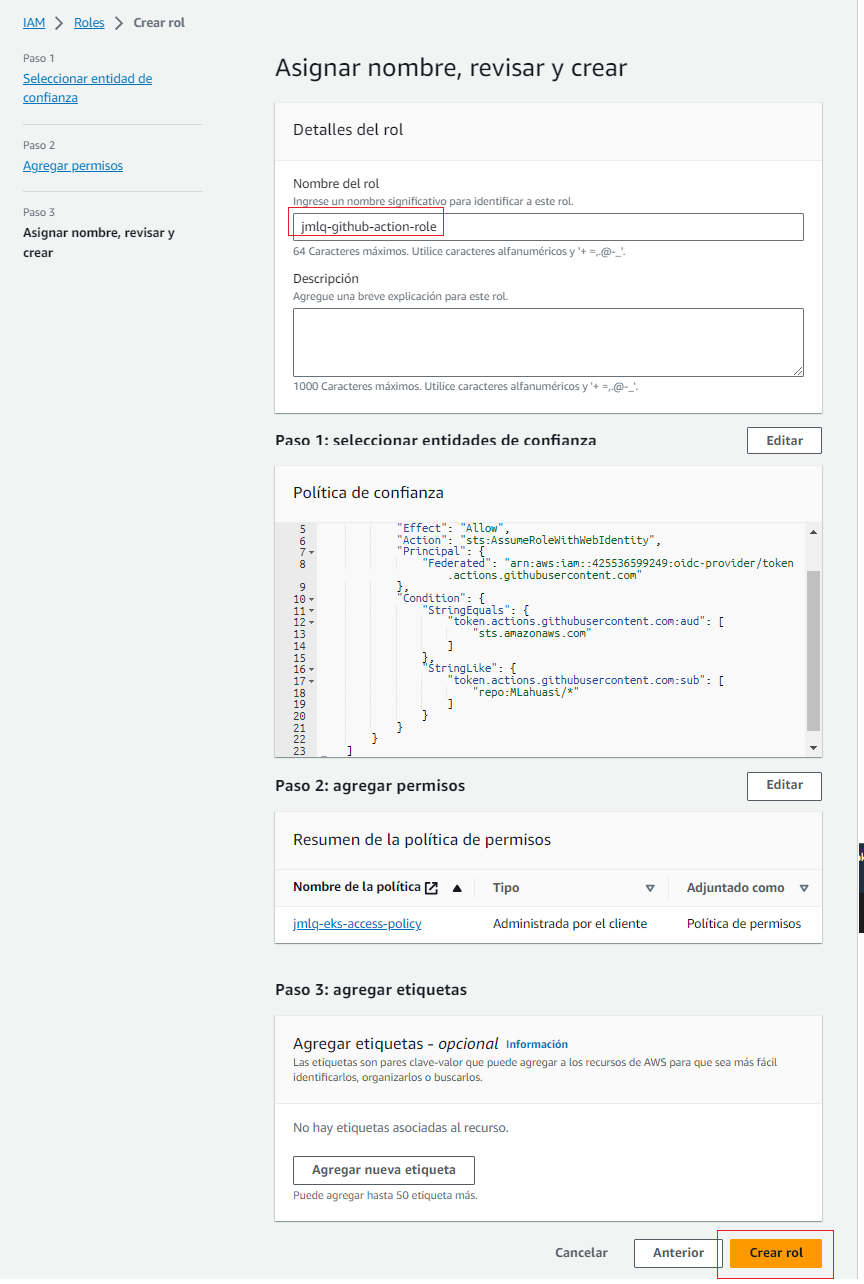 IAM > Roles > Crear rol
Paso 1
Seleccionar entidad de
confianza
Paso 2
Agregar permisos
Paso 3
Asignar nombre, revisar y
crear
Asignar nombre, revisar y crear
Detalles del rol
Nombre del rol
Ingrese un nombre significativo para identificar a este rol.
jmlq-github-action-role
64 Caracteres máximos. Utilice caracteres alfanuméricos y '+ =,.@-_'.
Descripción
Agregue una breve explicación para este rol.
1000 Caracteres máximos. Utilice caracteres alfanuméricos y '+ =,.@-_'.
Paso 1: seleccionar entidades de confianza
Editar
Política de confianza
5 "Effect": "Allow",
6 "Action": "sts:AssumeRoleWithWebIdentity",
7 "Principal": {
8 "Federated": "arn:aws:iam::425536599249:oidc-provider/token
.actions.githubusercontent.com"
9 },
10 "Condition": {
11 "StringEquals": {
12 "token.actions.githubusercontent.com:aud": [
13 "sts.amazonaws.com"
14 ]
15 },
16 "StringLike": {
17 "token.actions.githubusercontent.com:sub": [
18 "repo:MLahuasi/*"
19 ]
20 }
21 }
22 }
23 ]
Paso 2: agregar permisos
Editar
Resumen de la política de permisos
Nombre de la política Tipo Adjuntado como
jmlq-eks-access-policy Administrada por el cliente Política de permisos
Paso 3: agregar etiquetas
Agregar etiquetas - opcional Información
Las etiquetas son pares clave-valor que puede agregar a los recursos de AWS para que sea más fácil
identificarlos, organizarlos o buscarlos.
No hay etiquetas asociadas al recurso.
Agregar nueva etiqueta
Puede agregar hasta 50 etiqueta más.
Cancelar Anterior Crear rol